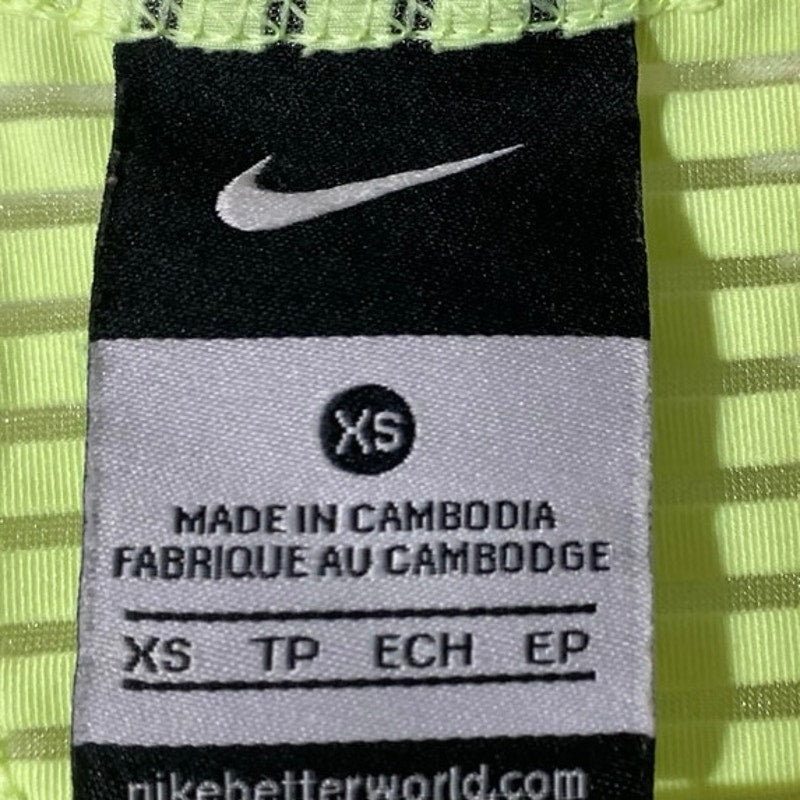 XS
MADE IN CAMBODIA
FABRIQUE AU CAMBODGE
XS TP ECH EP
nikebetterworld.com